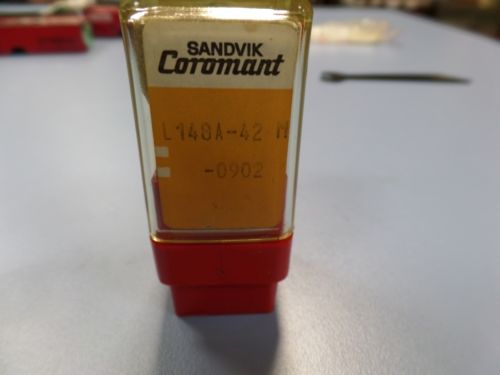 SANDVIK
Coromant
L148A-42 M
-0902